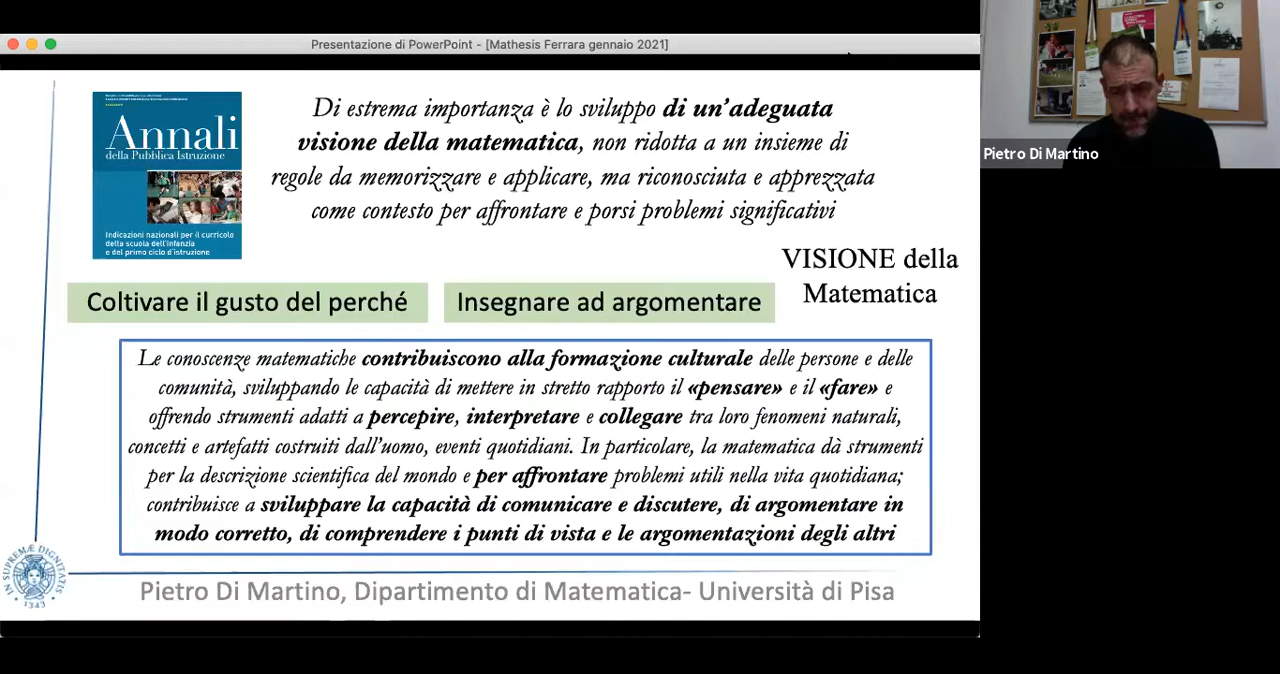 Presentazione di PowerPoint - [Mathesis Ferrara gennaio 2021]
Pietro Di Martino
Annali
della Pubblica Istruzione
Indicazioni nazionali per il curricolo
della scuola dell'infanzia
e del primo ciclo d'istruzione
Di estrema importanza è lo sviluppo di un'adeguata
visione della matematica, non ridotta a un insieme di
regole da memorizzare e applicare, ma riconosciuta e apprezzata
come contesto per affrontare e porsi problemi significativi
VISIONE della
Matematica
Coltivare il gusto del perché
Insegnare ad argomentare
Le conoscenze matematiche contribuiscono alla formazione culturale delle persone e delle
comunità, sviluppando le capacità di mettere in stretto rapporto il «pensare» e il «fare» e
offrendo strumenti adatti a percepire, interpretare e collegare tra loro fenomeni naturali,
concetti e artefatti costruiti dall'uomo, eventi quotidiani. In particolare, la matematica dà strumenti
per la descrizione scientifica del mondo e per affrontare problemi utili nella vita quotidiana;
contribuisce a sviluppare la capacità di comunicare e discutere, di argomentare in
modo corretto, di comprendere i punti di vista e le argomentazioni degli altri
IN SUPREMÆ DIGNITATIS
1343
Pietro Di Martino, Dipartimento di Matematica- Università di Pisa